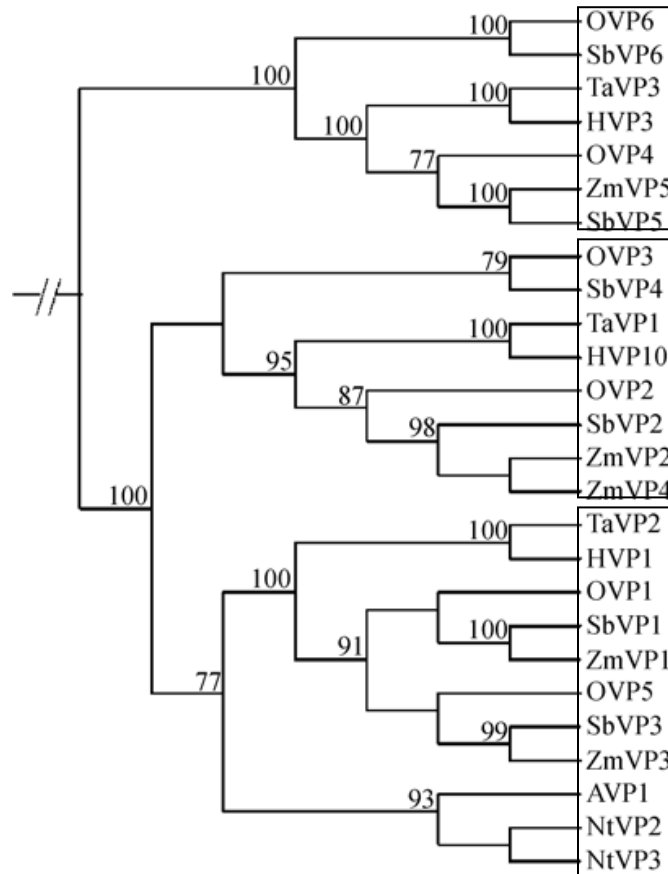 100 OVP6
SbVP6
100
100 TaVP3
HVP3
100
77 OVP4
100 ZmVP5
SbVP5
79 OVP3
SbVP4
100 TaVP1
HVP10
95
87 OVP2
98 SbVP2
ZmVP2
ZmVP4
100
100 TaVP2
HVP1
100
OVP1
100 SbVP1
ZmVP1
91
77
OVP5
99 SbVP3
ZmVP3
93 AVP1
NtVP2
NtVP3